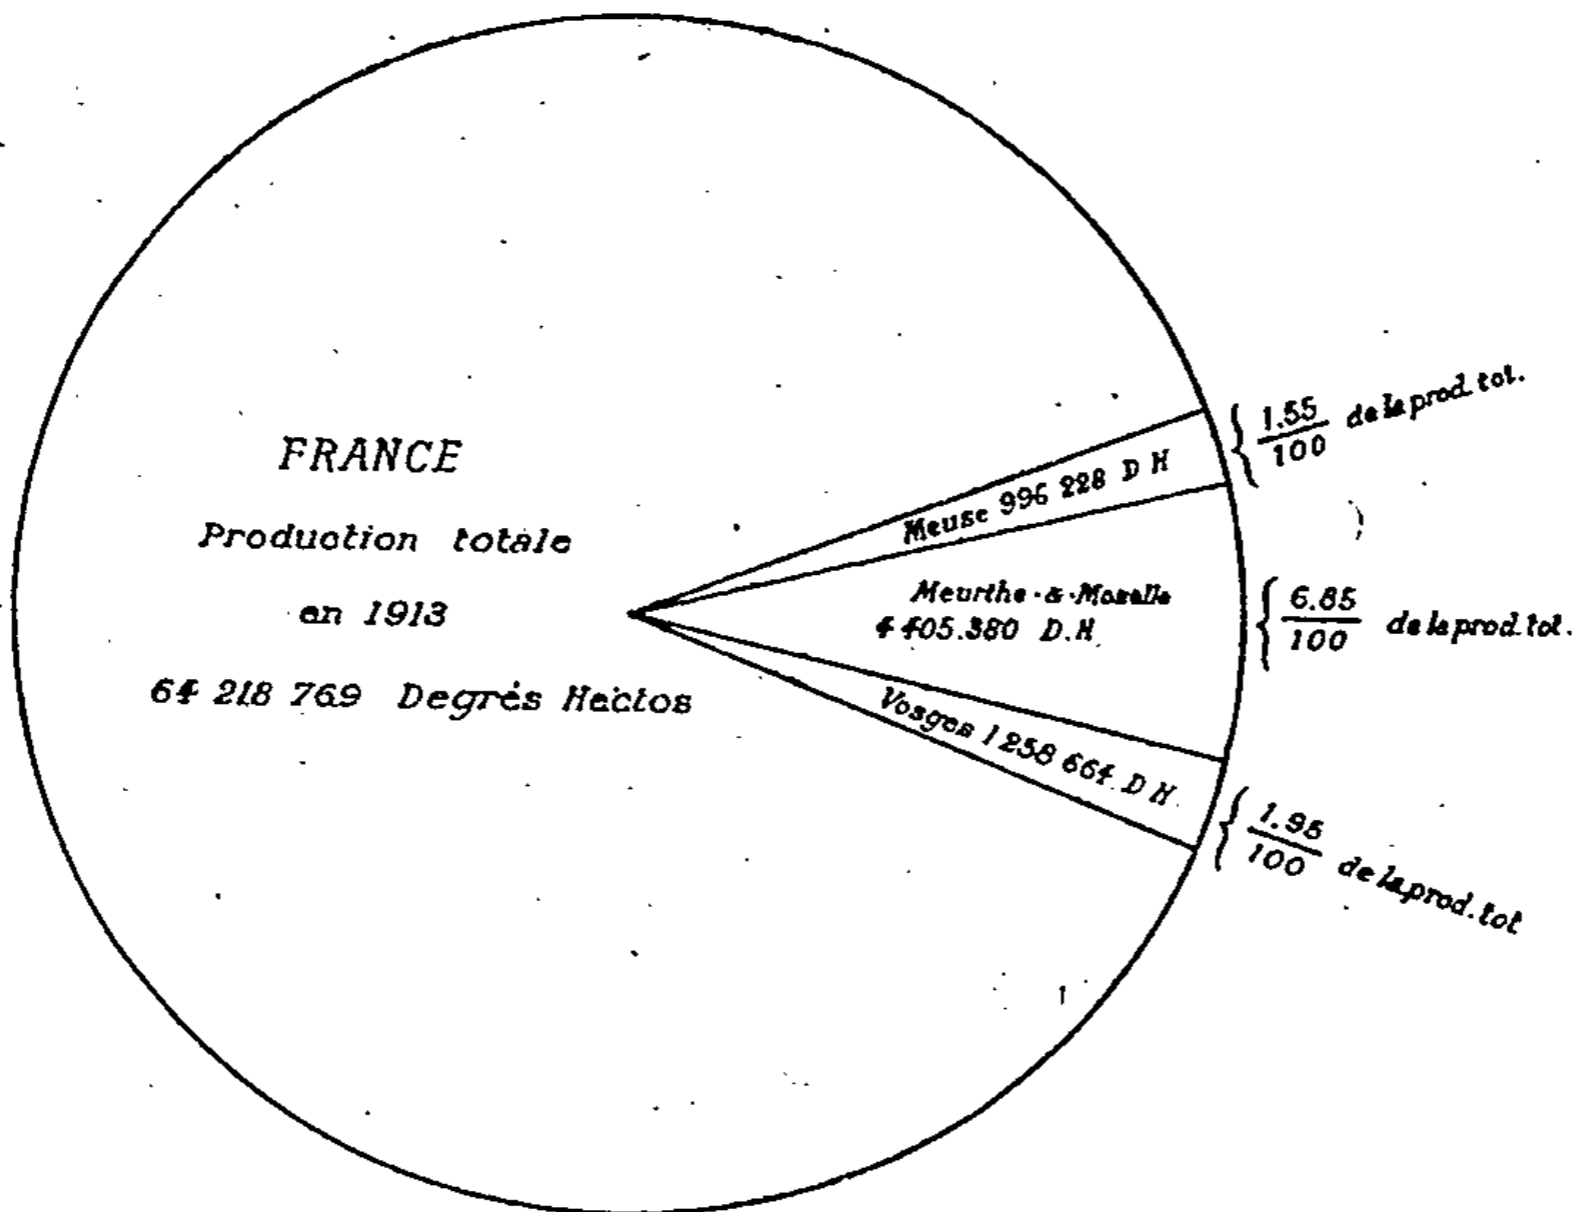 FRANCE
Production totale
en 1913
64 218 769 Degrés Hectos
Meuse 996 228 D H
Meurthe-&-Moselle
4 405.380 D.H.
Vosges 1 258 664 D H
1.55
100
de la prod. tot.
6.85
100
de la prod. tot.
1.95
100
de la prod. tot